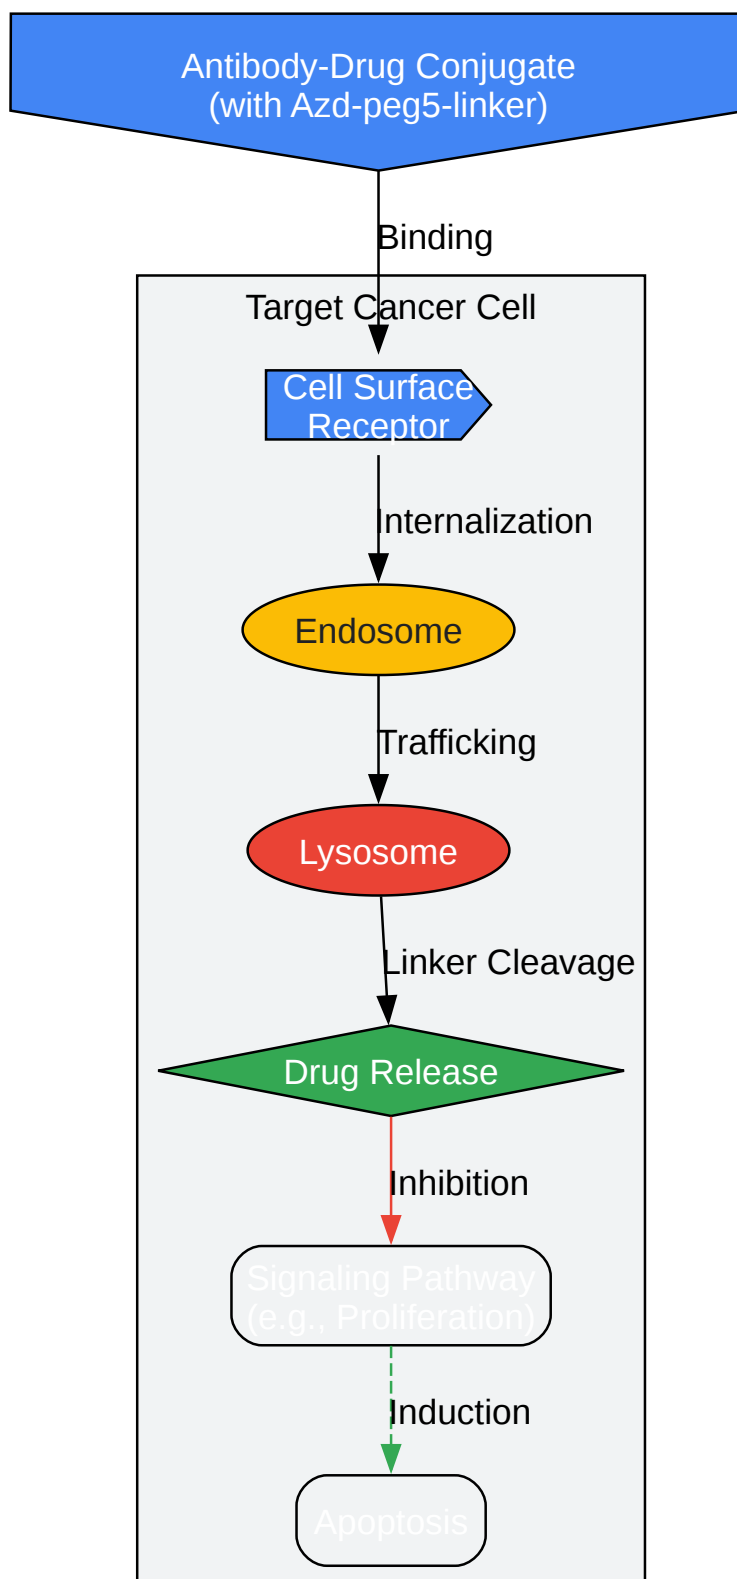 Antibody-Drug Conjugate
(with Azd-peg5-linker)
Binding
Target Cancer Cell
Cell Surface
Receptor
Internalization
Endosome
Trafficking
Lysosome
Linker Cleavage
Drug Release
Inhibition
Signaling Pathway
(e.g., Proliferation)
Induction
Apoptosis